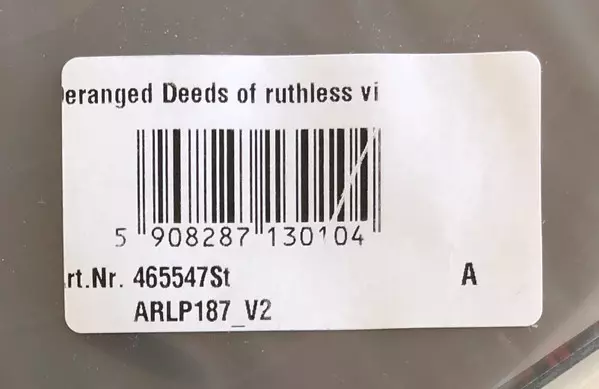 eranged Deeds of ruthless vi
5 908287 130104
rt.Nr. 465547St
A
ARLP187_V2